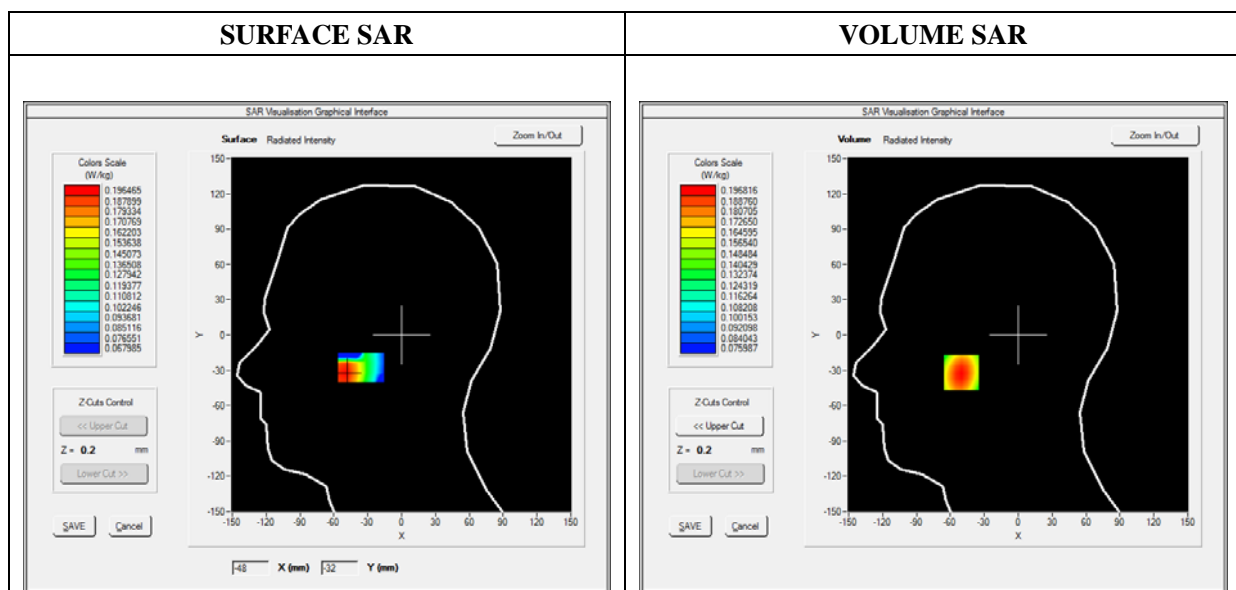 SURFACE SAR
VOLUME SAR
SAR Visualisation Graphical Interface
Surface Radiated Intensity
Zoom In/Out
Colors Scale
(W/kg)
0.196465
0.187899
0.179334
0.170769
0.162203
0.153638
0.145073
0.136508
0.127942
0.119377
0.110812
0.102246
0.093681
0.085116
0.076551
0.067985
150
120
90
60
30
0
-30
-60
-90
-120
-150
Y
-150 -120 -90 -60 -30 0 30 60 90 120 150
X
Z-Cuts Control
<< Upper Cut
Z = 0.2 mm
Lower Cut >>
SAVE Cancel
-48 X (mm) -32 Y (mm)
SAR Visualisation Graphical Interface
Volume Radiated Intensity
Zoom In/Out
Colors Scale
(W/kg)
0.196816
0.188760
0.180705
0.172650
0.164595
0.156540
0.148484
0.140429
0.132374
0.124319
0.116264
0.108208
0.100153
0.092098
0.084043
0.075987
150
120
90
60
30
0
-30
-60
-90
-120
-150
Y
-150 -120 -90 -60 -30 0 30 60 90 120 150
X
Z-Cuts Control
<< Upper Cut
Z = 0.2 mm
Lower Cut >>
SAVE Cancel